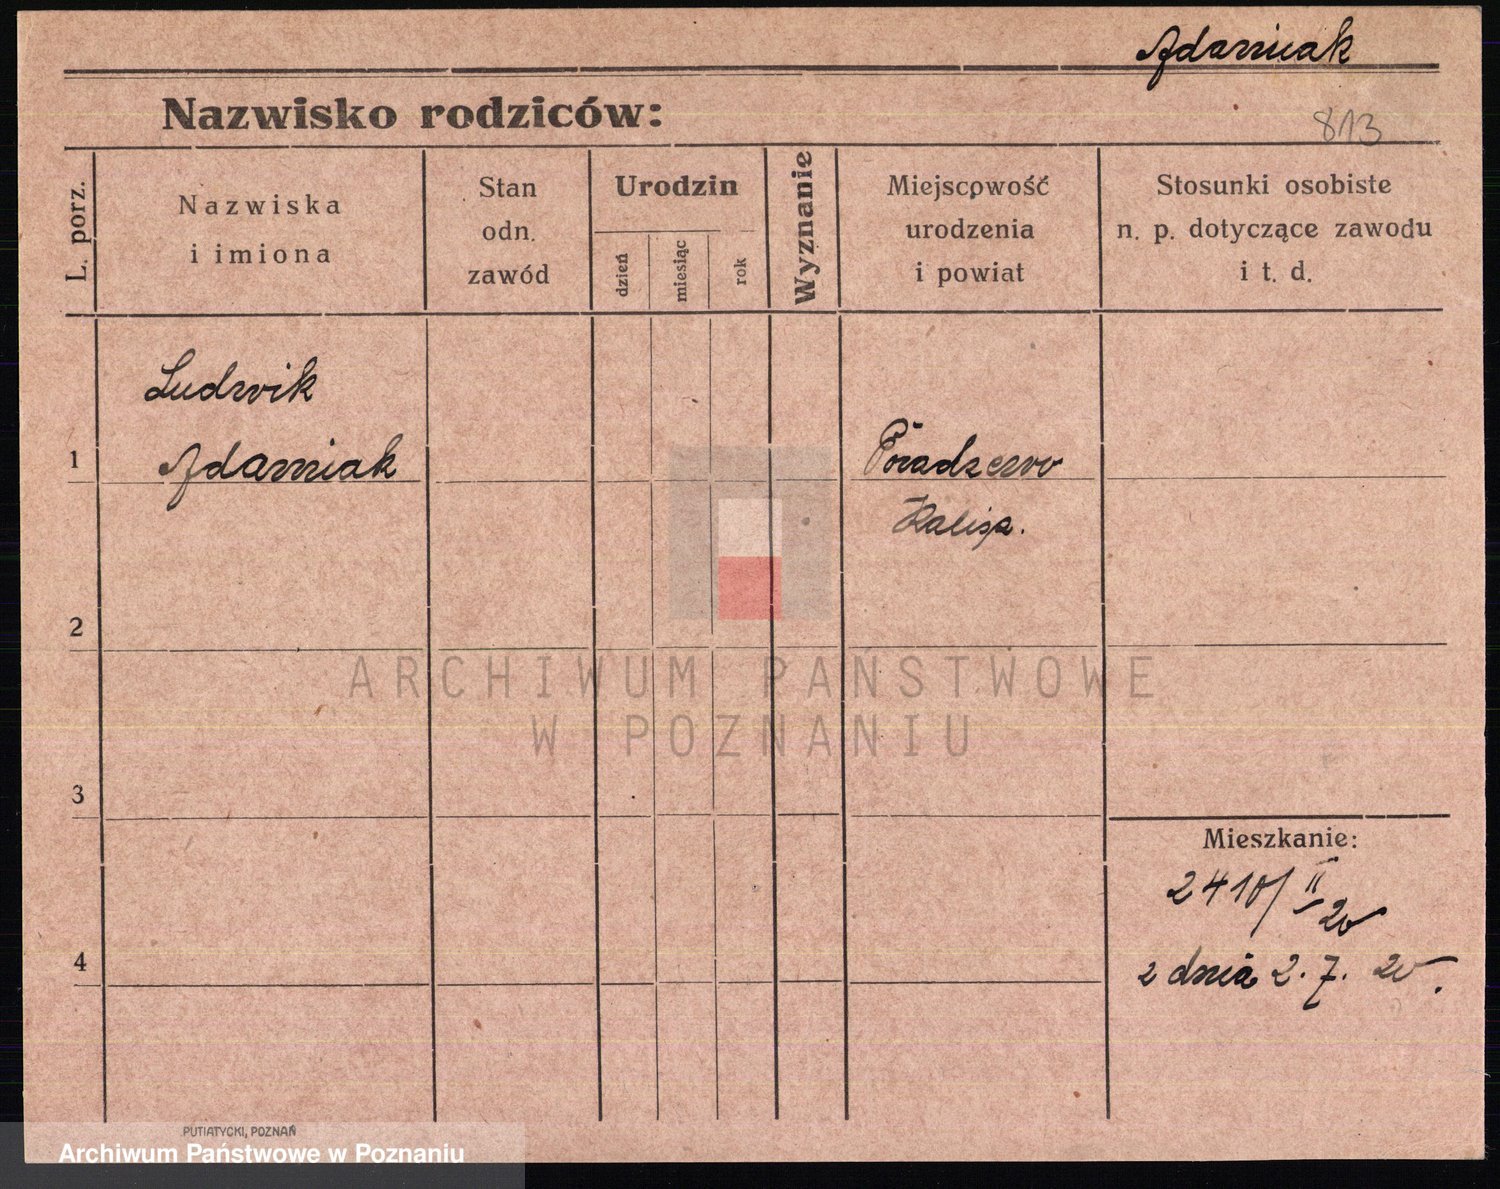 Adamiak
Nazwisko rodziców:
813
L. porz.
Nazwiska
i imiona
Stan
odn.
zawód
Urodzin
dzień
miesiąc
rok
Wyznanie
Miejscowość
urodzenia
i powiat
Stosunki osobiste
n. p. dotyczące zawodu
i t. d.
Ludwik
1
Adamiak
Kalisz.
ARCHIWUM PAŃSTWOWE
W POZNANIU
2
3
4
Mieszkanie:
2410/II 20
z dnia 2. 7. 20.
PUTIATYCKI, POZNAŃ
Archiwum Państwowe w Poznaniu